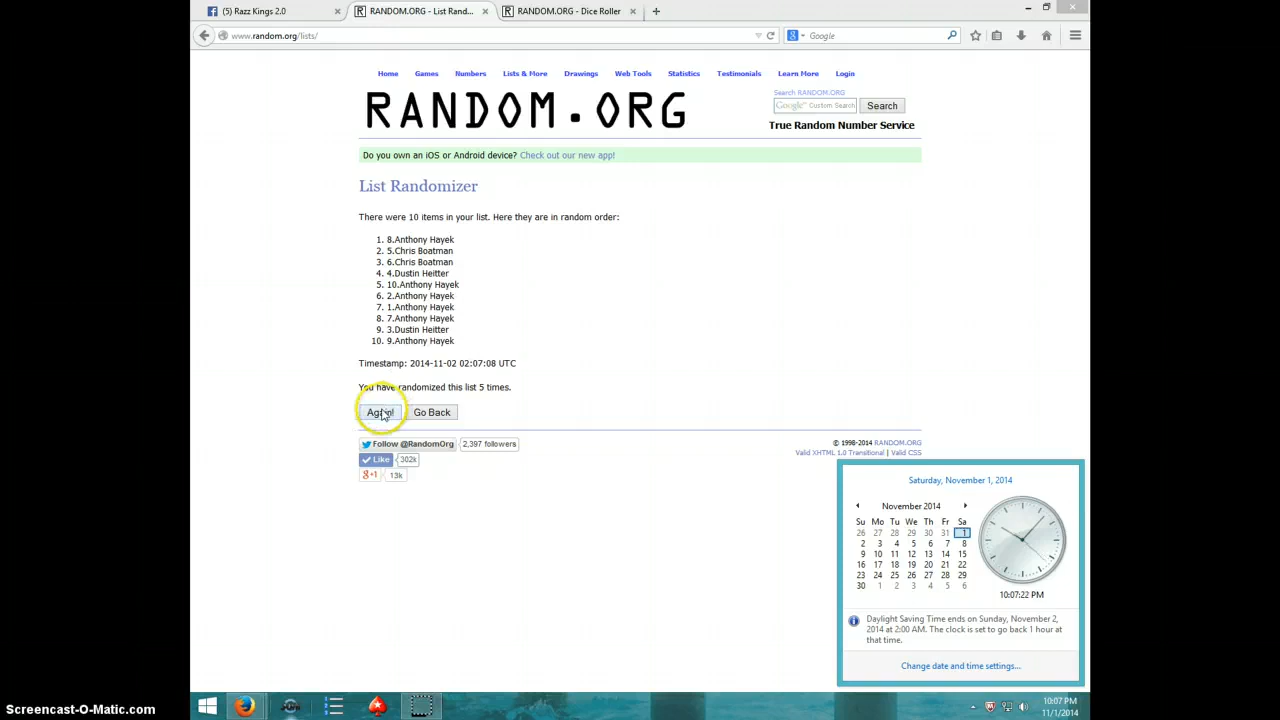 (5) Razz Kings 2.0
RANDOM.ORG - List Rand...
RANDOM.ORG - Dice Roller
www.random.org/lists/
Google
Home Games Numbers Lists & More Drawings Web Tools Statistics Testimonials Learn More Login
RANDOM.ORG
Search RANDOM.ORG
Google™ Custom Search
Search
True Random Number Service
Do you own an iOS or Android device? Check out our new app!
List Randomizer
There were 10 items in your list. Here they are in random order:
1. 8.Anthony Hayek
2. 5.Chris Boatman
3. 6.Chris Boatman
4. 4.Dustin Heitter
5. 10.Anthony Hayek
6. 2.Anthony Hayek
7. 1.Anthony Hayek
8. 7.Anthony Hayek
9. 3.Dustin Heitter
10. 9.Anthony Hayek
Timestamp: 2014-11-02 02:07:08 UTC
You have randomized this list 5 times.
Again! Go Back
Follow @RandomOrg 2,397 followers
Like 302k
g+1 13k
© 1998-2014 RANDOM.ORG
Valid XHTML 1.0 Transitional | Valid CSS
Saturday, November 1, 2014
November 2014
Su Mo Tu We Th Fr Sa
26 27 28 29 30 31 1
2 3 4 5 6 7 8
9 10 11 12 13 14 15
16 17 18 19 20 21 22
23 24 25 26 27 28 29
30 1 2 3 4 5 6
10:07:22 PM
Daylight Saving Time ends on Sunday, November 2,
2014 at 2:00 AM. The clock is set to go back 1 hour at
that time.
Change date and time settings...
10:07 PM
11/1/2014
Screencast-O-Matic.com